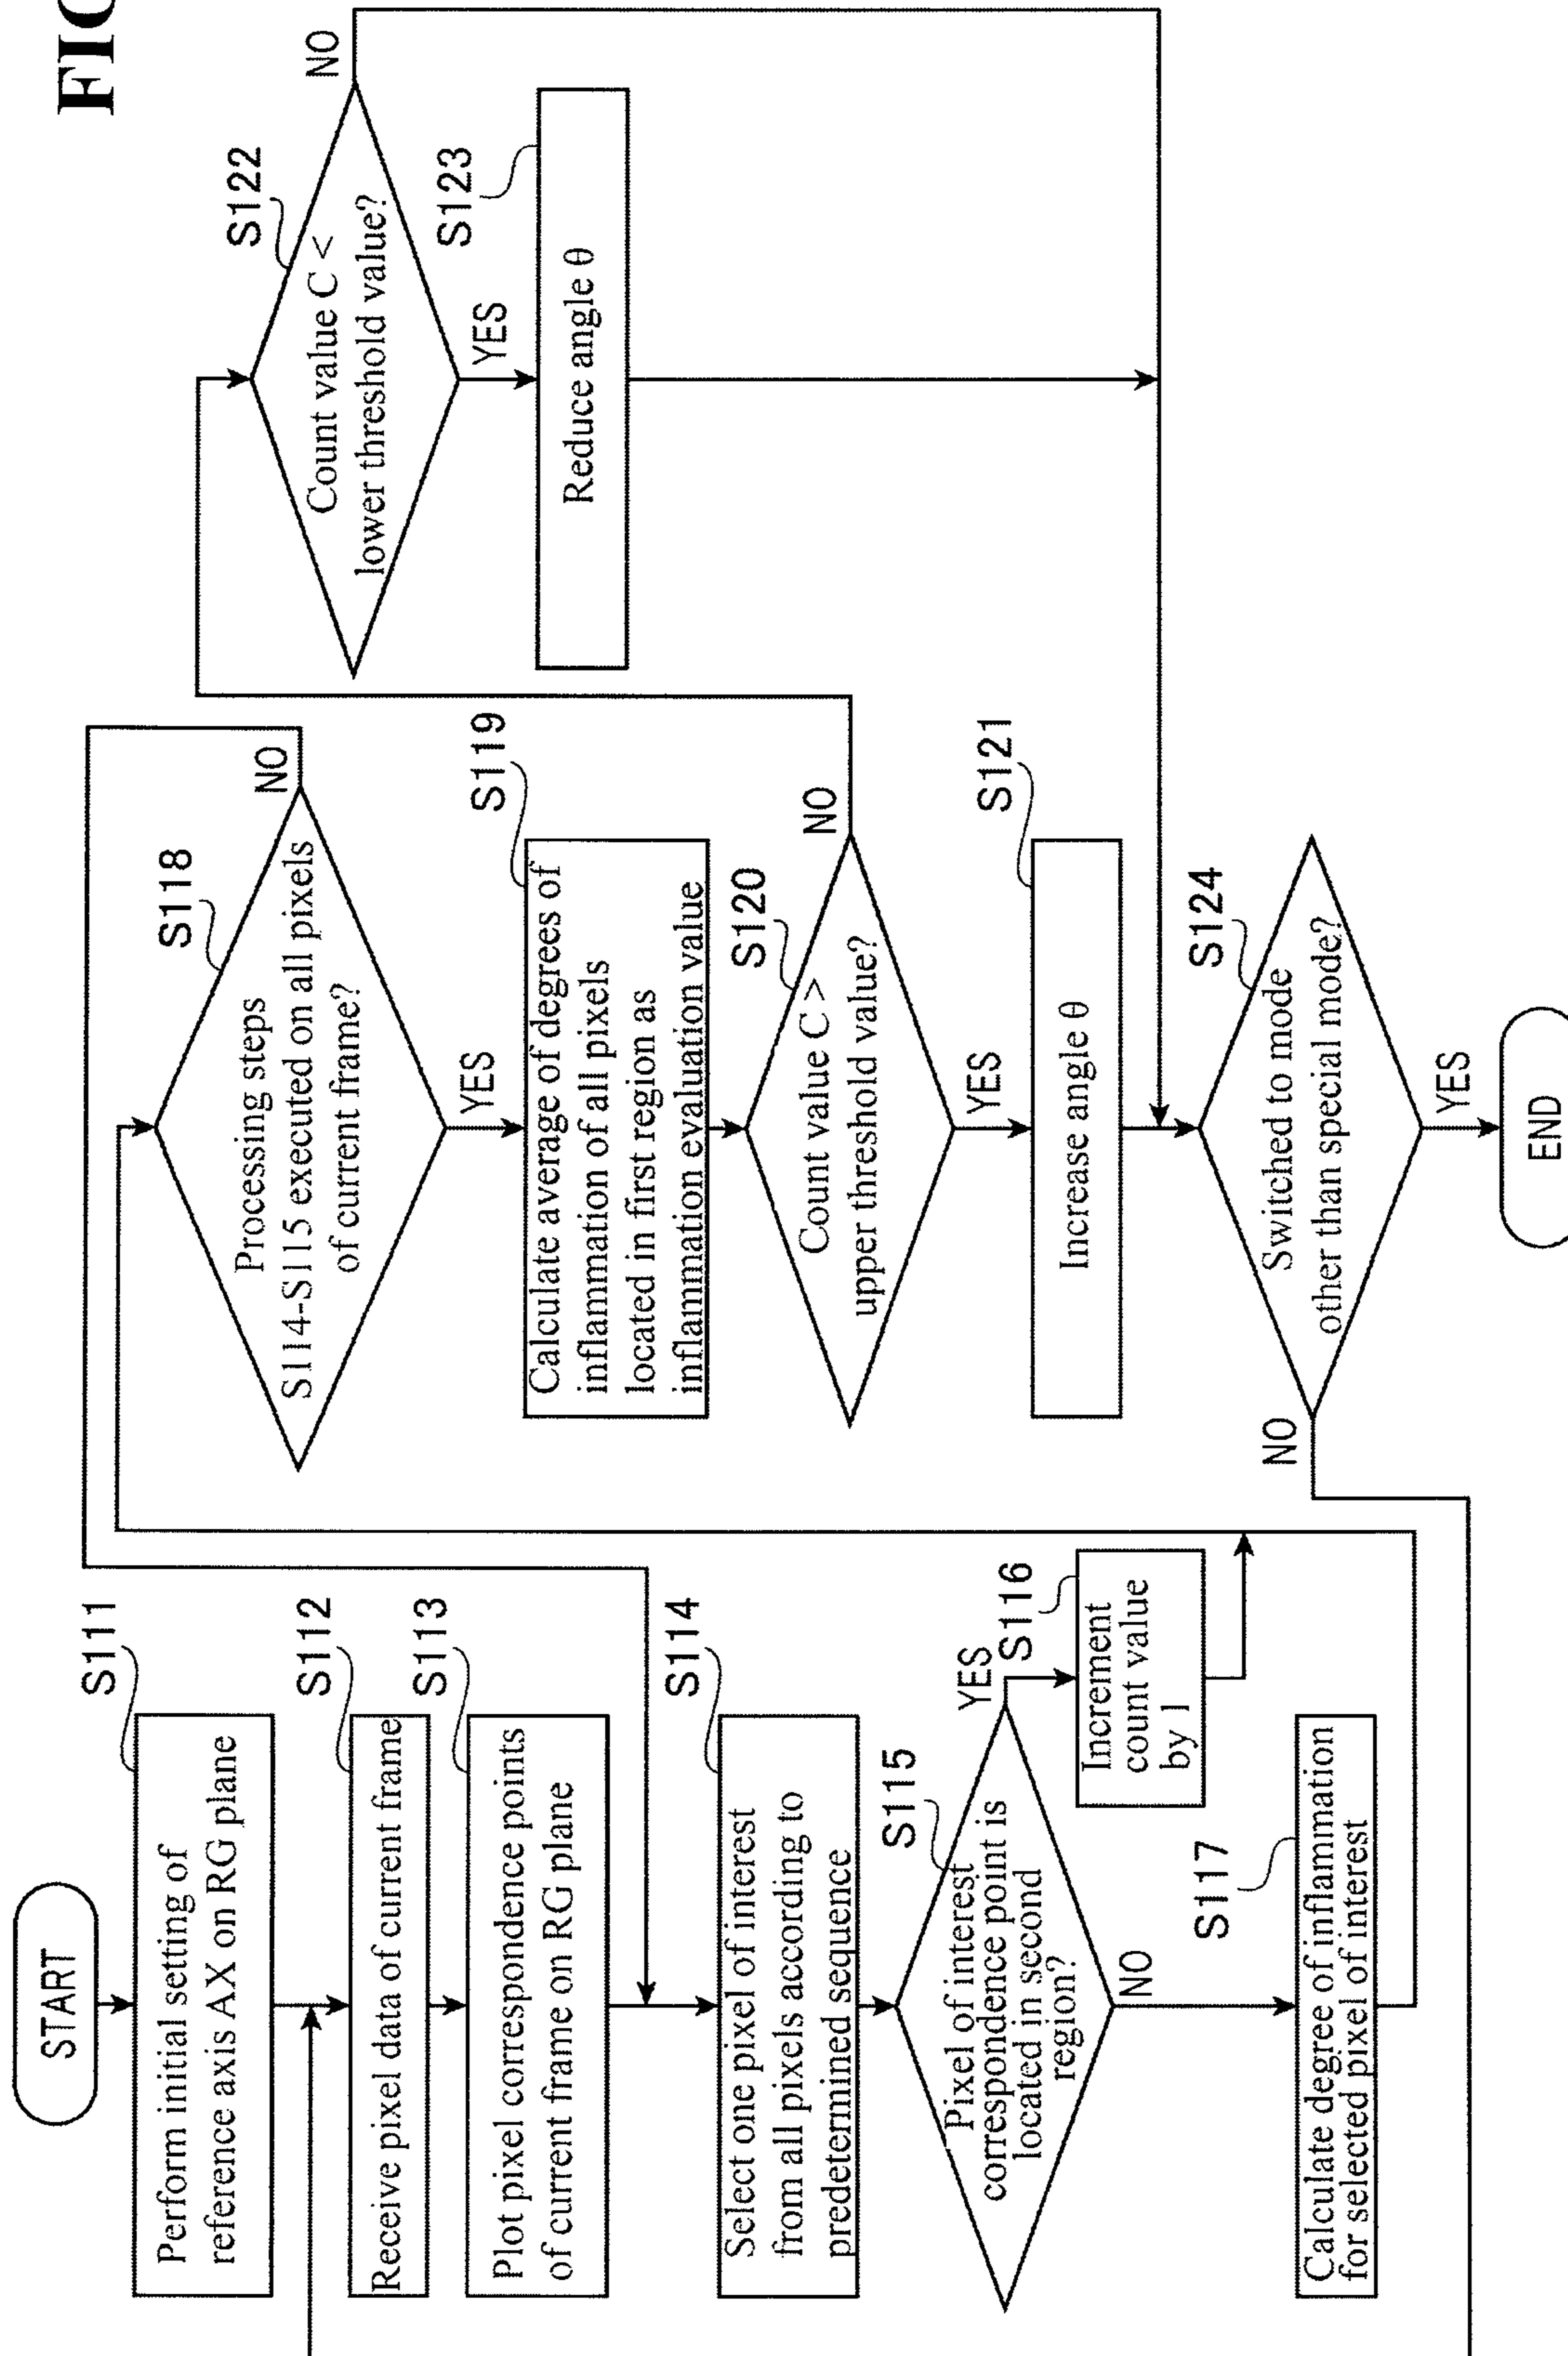 FIG
START
S111
Perform initial setting of
reference axis AX on RG plane
S112
Receive pixel data of current frame
S113
Plot pixel correspondence points
of current frame on RG plane
S114
Select one pixel of interest
from all pixels according to
predetermined sequence
S115
Pixel of interest
correspondence point is
located in second
region?
YES
S116
Increment
count value
by 1
NO
S117
Calculate degree of inflammation
for selected pixel of interest
S118
Processing steps
S114-S115 executed on all pixels
of current frame?
NO
YES
S119
Calculate average of degrees of
inflammation of all pixels
located in first region as
inflammation evaluation value
S120
Count value C >
upper threshold value?
NO
YES
S121
Increase angle θ
S122
Count value C <
lower threshold value?
NO
YES
S123
Reduce angle θ
S124
Switched to mode
other than special mode?
NO
YES
END